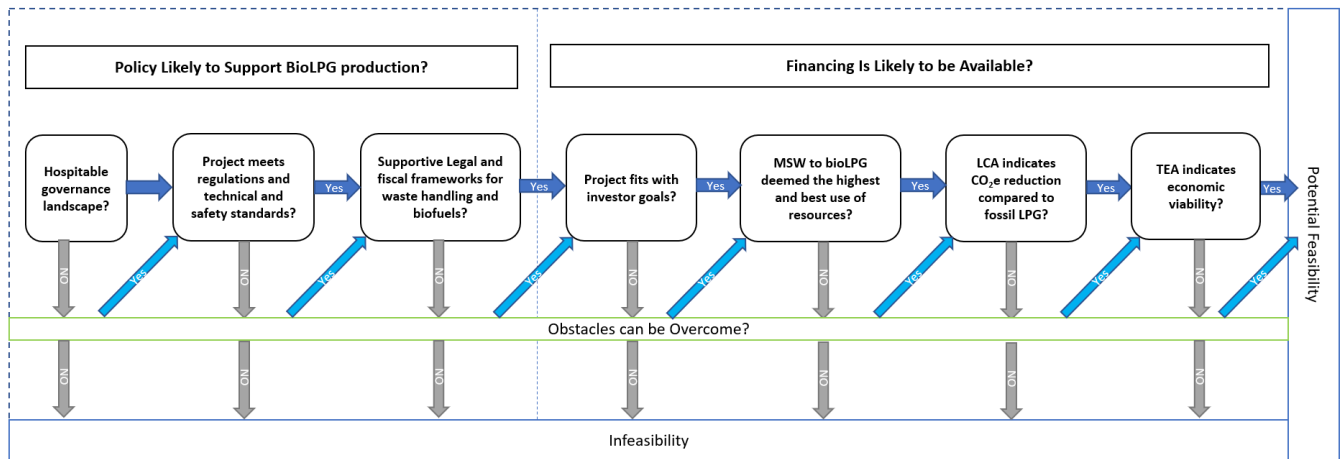 Policy Likely to Support BioLPG production?
Financing Is Likely to be Available?
Hospitable
governance
landscape?
Project meets
regulations and
technical and
safety standards?
Yes
Supportive Legal and
fiscal frameworks for
waste handling and
biofuels?
Yes
Project fits with
investor goals?
Yes
MSW to bioLPG
deemed the highest
and best use of
resources?
Yes
LCA indicates
CO₂e reduction
compared to
fossil LPG?
Yes
TEA indicates
economic
viability?
Yes
Potential Feasibility
NO
Yes
NO
Yes
NO
Yes
NO
Yes
NO
Yes
NO
Yes
NO
Yes
Obstacles can be Overcome?
NO
NO
NO
NO
NO
NO
NO
Infeasibility